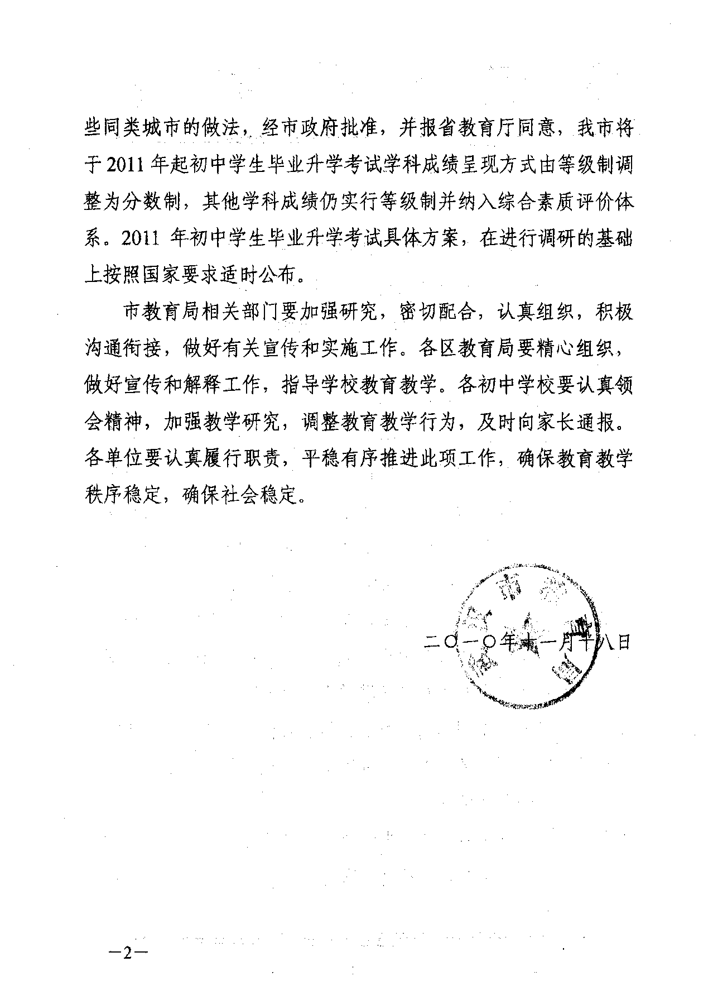 些同类城市的做法，经市政府批准，并报省教育厅同意，我市将
于2011年起初中学生毕业升学考试学科成绩呈现方式由等级制调
整为分数制，其他学科成绩仍实行等级制并纳入综合素质评价体
系。2011 年初中学生毕业升学考试具体方案，在进行调研的基础
上按照国家要求适时公布。
市教育局相关部门要加强研究，密切配合，认真组织，积极
沟通衔接，做好有关宣传和实施工作。各区教育局要精心组织，
做好宣传和解释工作，指导学校教育教学。各初中学校要认真领
会精神，加强教学研究，调整教育教学行为，及时向家长通报。
各单位要认真履行职责，平稳有序推进此项工作，确保教育教学
秩序稳定，确保社会稳定。
市
二〇一〇年十一月十八日
—2—